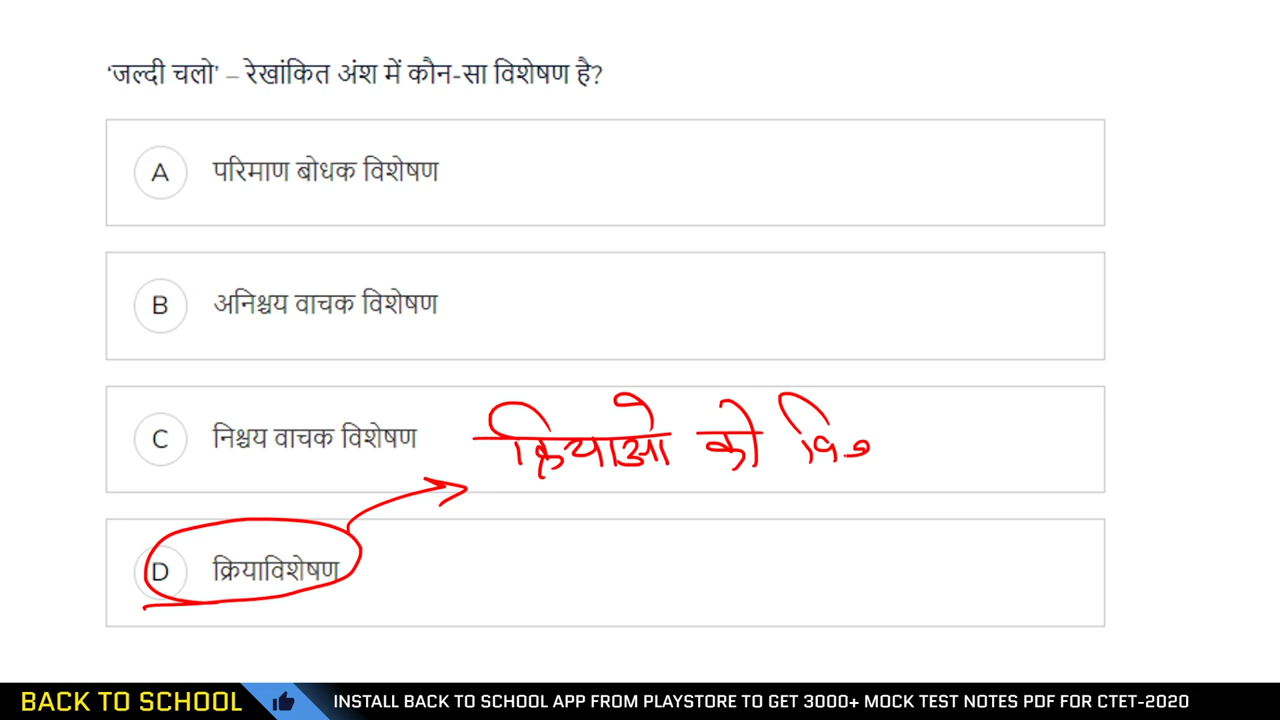 ‘जल्दी चलो’ – रेखांकित अंश में कौन-सा विशेषण है?
A परिमाण बोधक विशेषण
B अनिश्चय वाचक विशेषण
C निश्चय वाचक विशेषण
क्रियाओ को
D क्रियाविशेषण
BACK TO SCHOOL
INSTALL BACK TO SCHOOL APP FROM PLAYSTORE TO GET 3000+ MOCK TEST NOTES PDF FOR CTET-2020